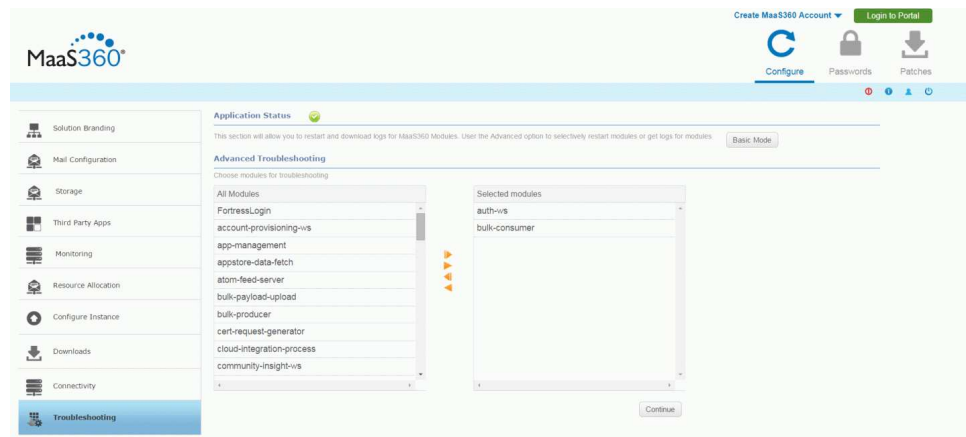 Create MaaS360 Account
Login to Portal
MaaS360
Configure
Passwords
Patches
Solution Branding
Mail Configuration
Storage
Third Party Apps
Monitoring
Resource Allocation
Configure Instance
Downloads
Connectivity
Troubleshooting
Application Status
This section will allow you to restart and download logs for MaaS360 Modules. User the Advanced option to selectively restart modules or get logs for modules.
Basic Mode
Advanced Troubleshooting
Choose modules for troubleshooting
All Modules
FortressLogin
account-provisioning-ws
app-management
appstore-data-fetch
atom-feed-server
bulk-payload-upload
bulk-producer
cert-request-generator
cloud-integration-process
community-insight-ws
Selected modules
auth-ws
bulk-consumer
Continue